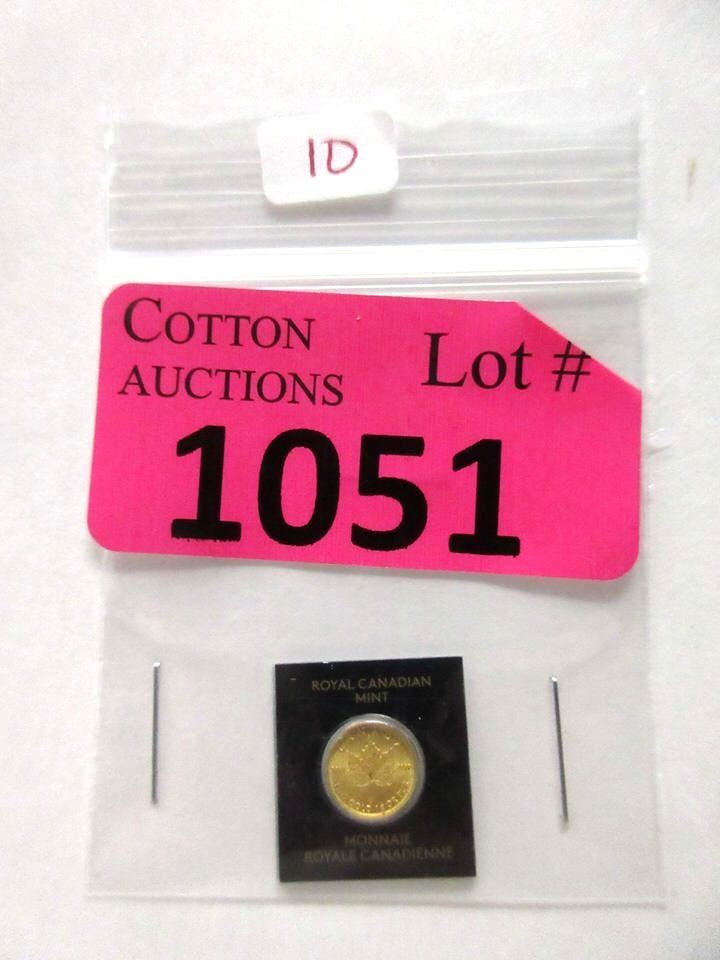 1D
COTTON
AUCTIONS
Lot #
1051
ROYAL CANADIAN
MINT
MONNAIE
ROYALE CANADIENNE